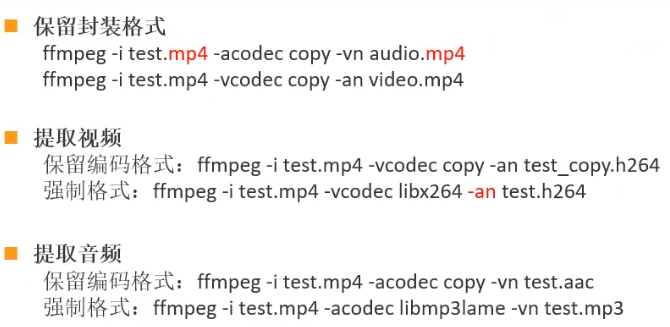 保留封装格式
ffmpeg -i test.mp4 -acodec copy -vn audio.mp4
ffmpeg -i test.mp4 -vcodec copy -an video.mp4
提取视频
保留编码格式：ffmpeg -i test.mp4 -vcodec copy -an test_copy.h264
强制格式：ffmpeg -i test.mp4 -vcodec libx264 -an test.h264
提取音频
保留编码格式：ffmpeg -i test.mp4 -acodec copy -vn test.aac
强制格式：ffmpeg -i test.mp4 -acodec libmp3lame -vn test.mp3